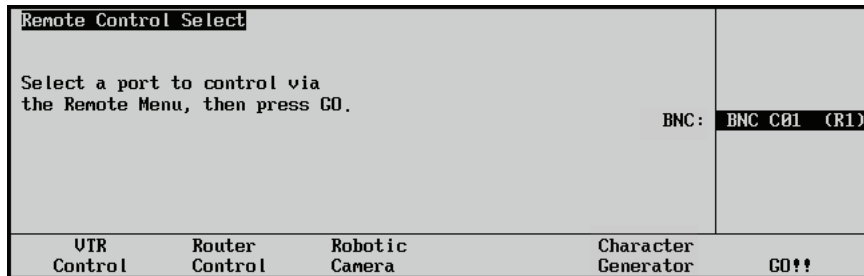 Remote Control Select
Select a port to control via
the Remote Menu, then press GO.
BNC: BNC C01 (R1)
VTR Control
Router Control
Robotic Camera
Character Generator
GO!!